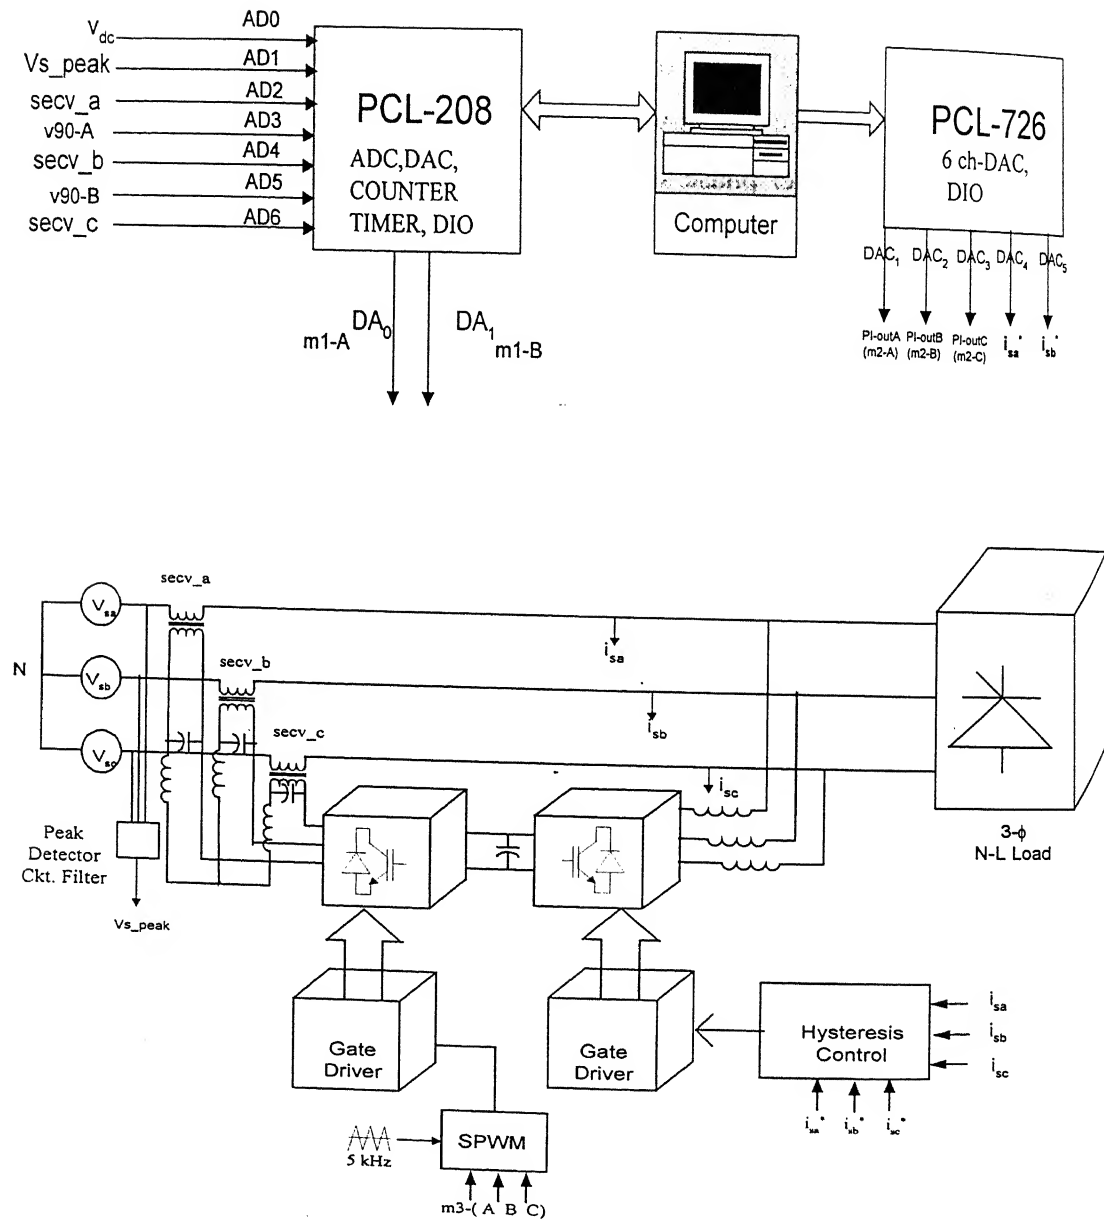 V_dc AD0
Vs_peak AD1
secv_a AD2
v90-A AD3
secv_b AD4
v90-B AD5
secv_c AD6
PCL-208
ADC,DAC,
COUNTER
TIMER, DIO
Computer
PCL-726
6 ch-DAC,
DIO
DAC₁ DAC₂ DAC₃ DAC₄ DAC₅
PI-outA PI-outB PI-outC i_sa* i_sb*
(m2-A) (m2-B) (m2-C)
m1-A DA₀ DA₁ m1-B
secv_a
V_sa
i_sa
N
secv_b
V_sb
i_sb
secv_c
V_sc
i_sc
3-ϕ
N-L Load
Peak
Detector
Ckt. Filter
Vs_peak
Gate
Driver
Gate
Driver
Hysteresis
Control
i_sa
i_sb
i_sc
i_sa* i_sb* i_sc*
SPWM
5 kHz
m3-( A B C)